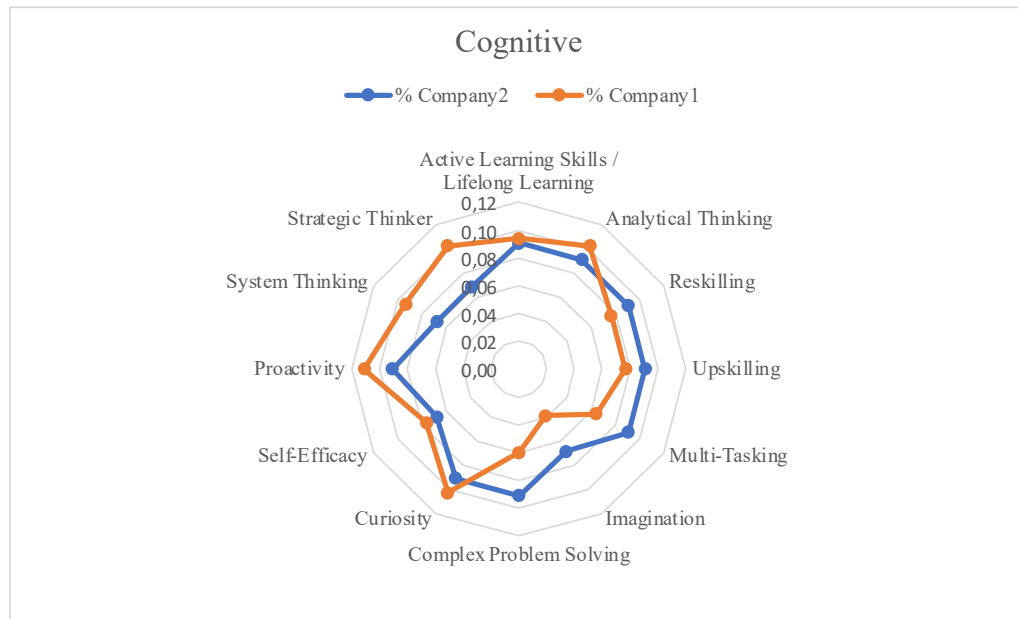 Cognitive
% Company2 % Company1
Active Learning Skills /
Lifelong Learning
0,12
0,10
0,08
0,06
0,04
0,02
0,00
Analytical Thinking
Reskilling
Upskilling
Multi-Tasking
Imagination
Complex Problem Solving
Curiosity
Self-Efficacy
Proactivity
System Thinking
Strategic Thinker